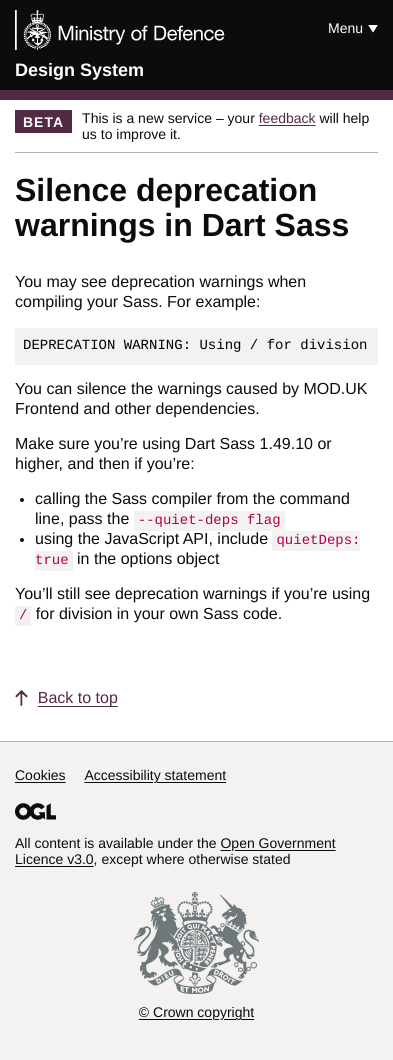 Ministry of Defence
Menu
Design System
BETA
This is a new service – your feedback will help
us to improve it.
Silence deprecation
warnings in Dart Sass
You may see deprecation warnings when
compiling your Sass. For example:
DEPRECATION WARNING: Using / for division
You can silence the warnings caused by MOD.UK
Frontend and other dependencies.
Make sure you’re using Dart Sass 1.49.10 or
higher, and then if you’re:
calling the Sass compiler from the command
line, pass the --quiet-deps flag
using the JavaScript API, include quietDeps:
true in the options object
You’ll still see deprecation warnings if you’re using
/ for division in your own Sass code.
Back to top
Cookies Accessibility statement
OGL
All content is available under the Open Government
Licence v3.0, except where otherwise stated
DIEU ET MON DROIT
© Crown copyright